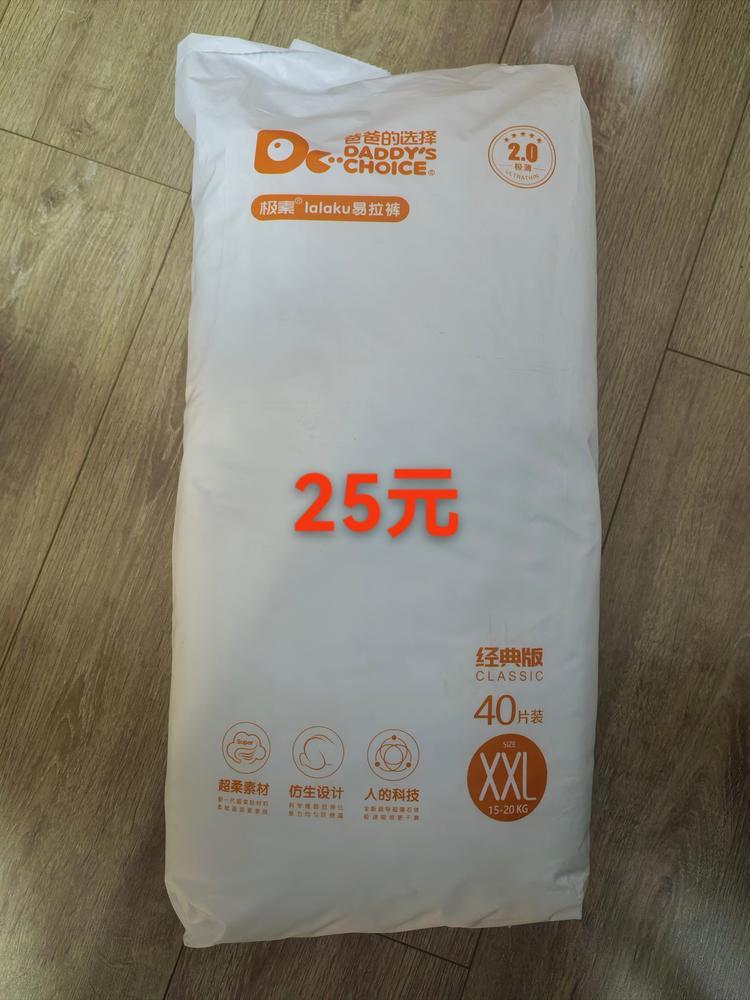 爸爸的选择
DADDY'S
CHOICE®
2.0
极薄
ULTRATHIN
极素® lalaku易拉裤
25元
经典版
CLASSIC
40片装
SIZE
XXL
15-20 KG
Super
超柔素材
仿生设计
人的科技